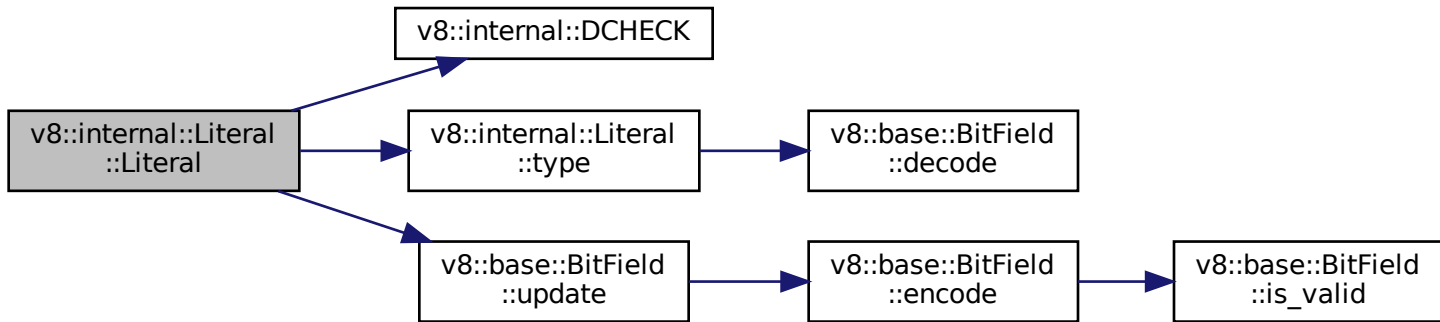 v8::internal::DCHECK
v8::internal::Literal
::Literal
v8::internal::Literal
::type
v8::base::BitField
::decode
v8::base::BitField
::update
v8::base::BitField
::encode
v8::base::BitField
::is_valid